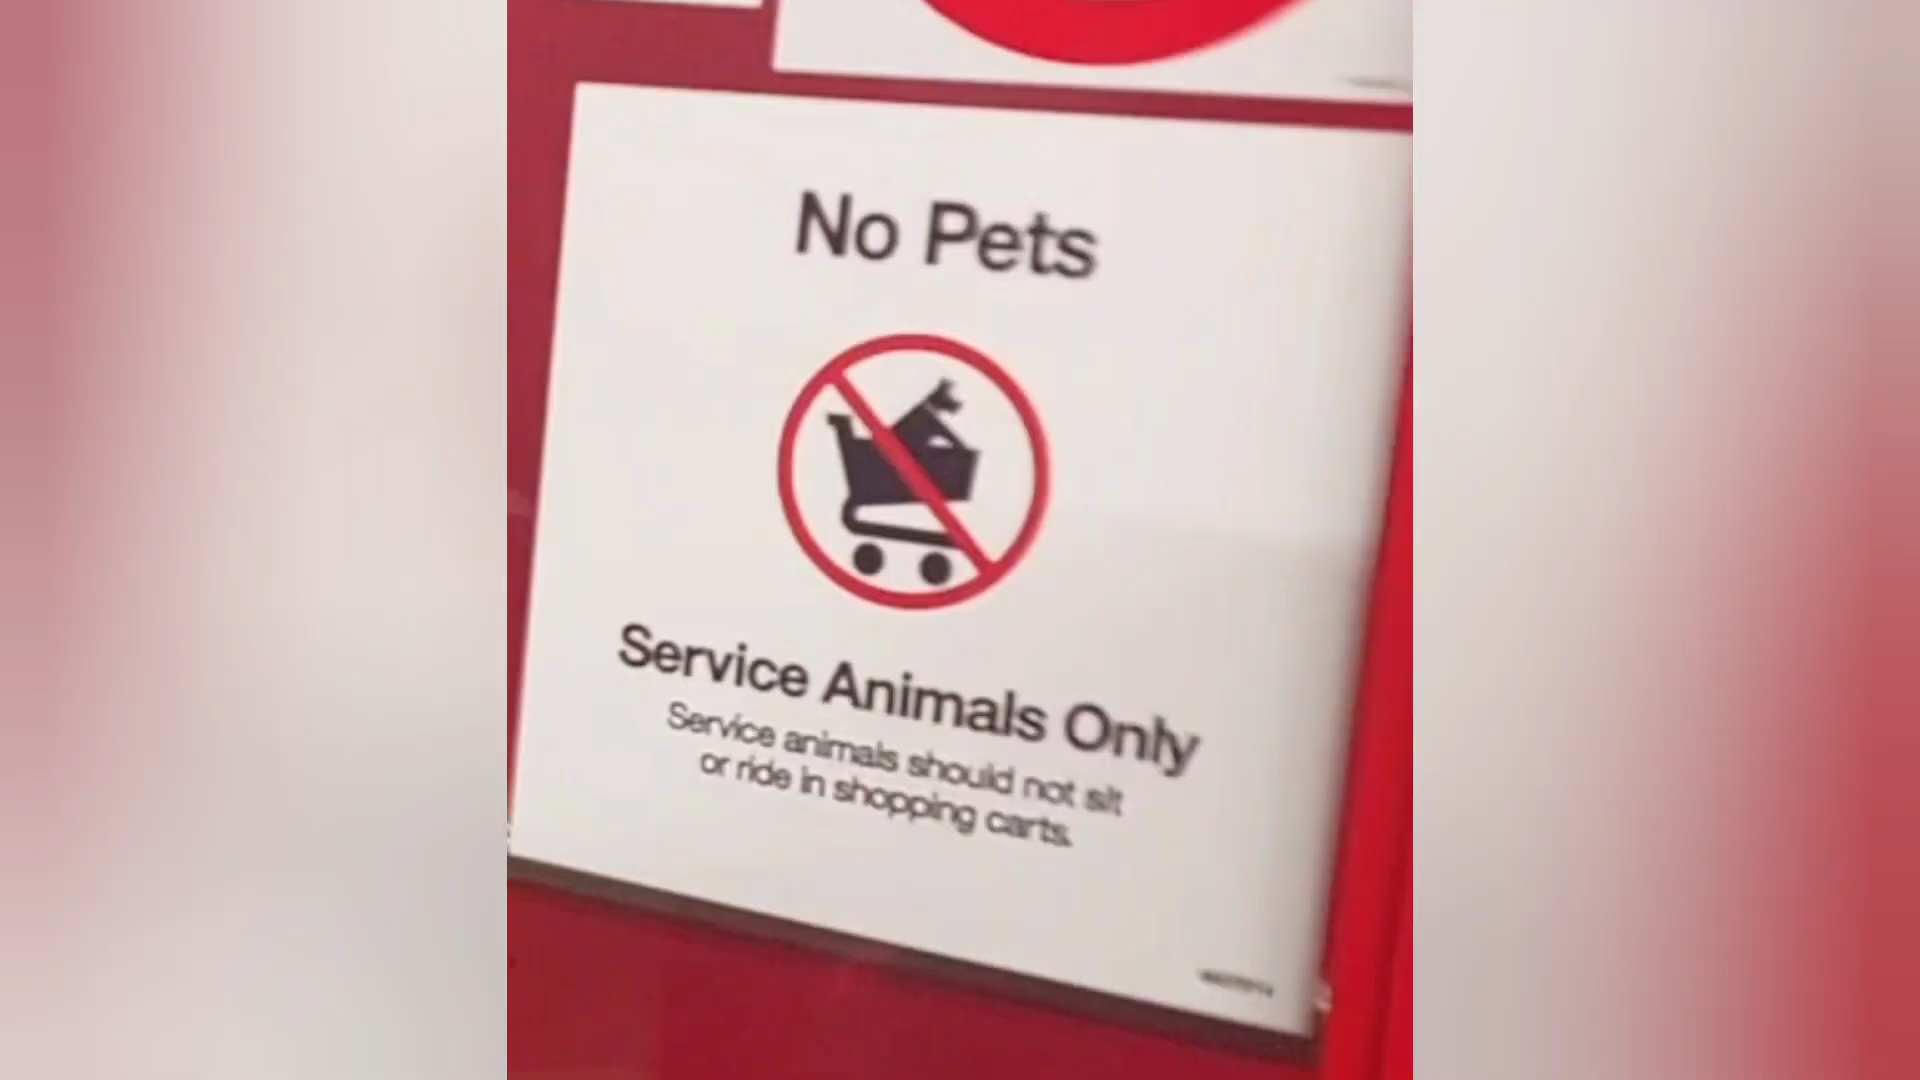 No Pets
Service Animals Only
Service animals should not sit
or ride in shopping carts.